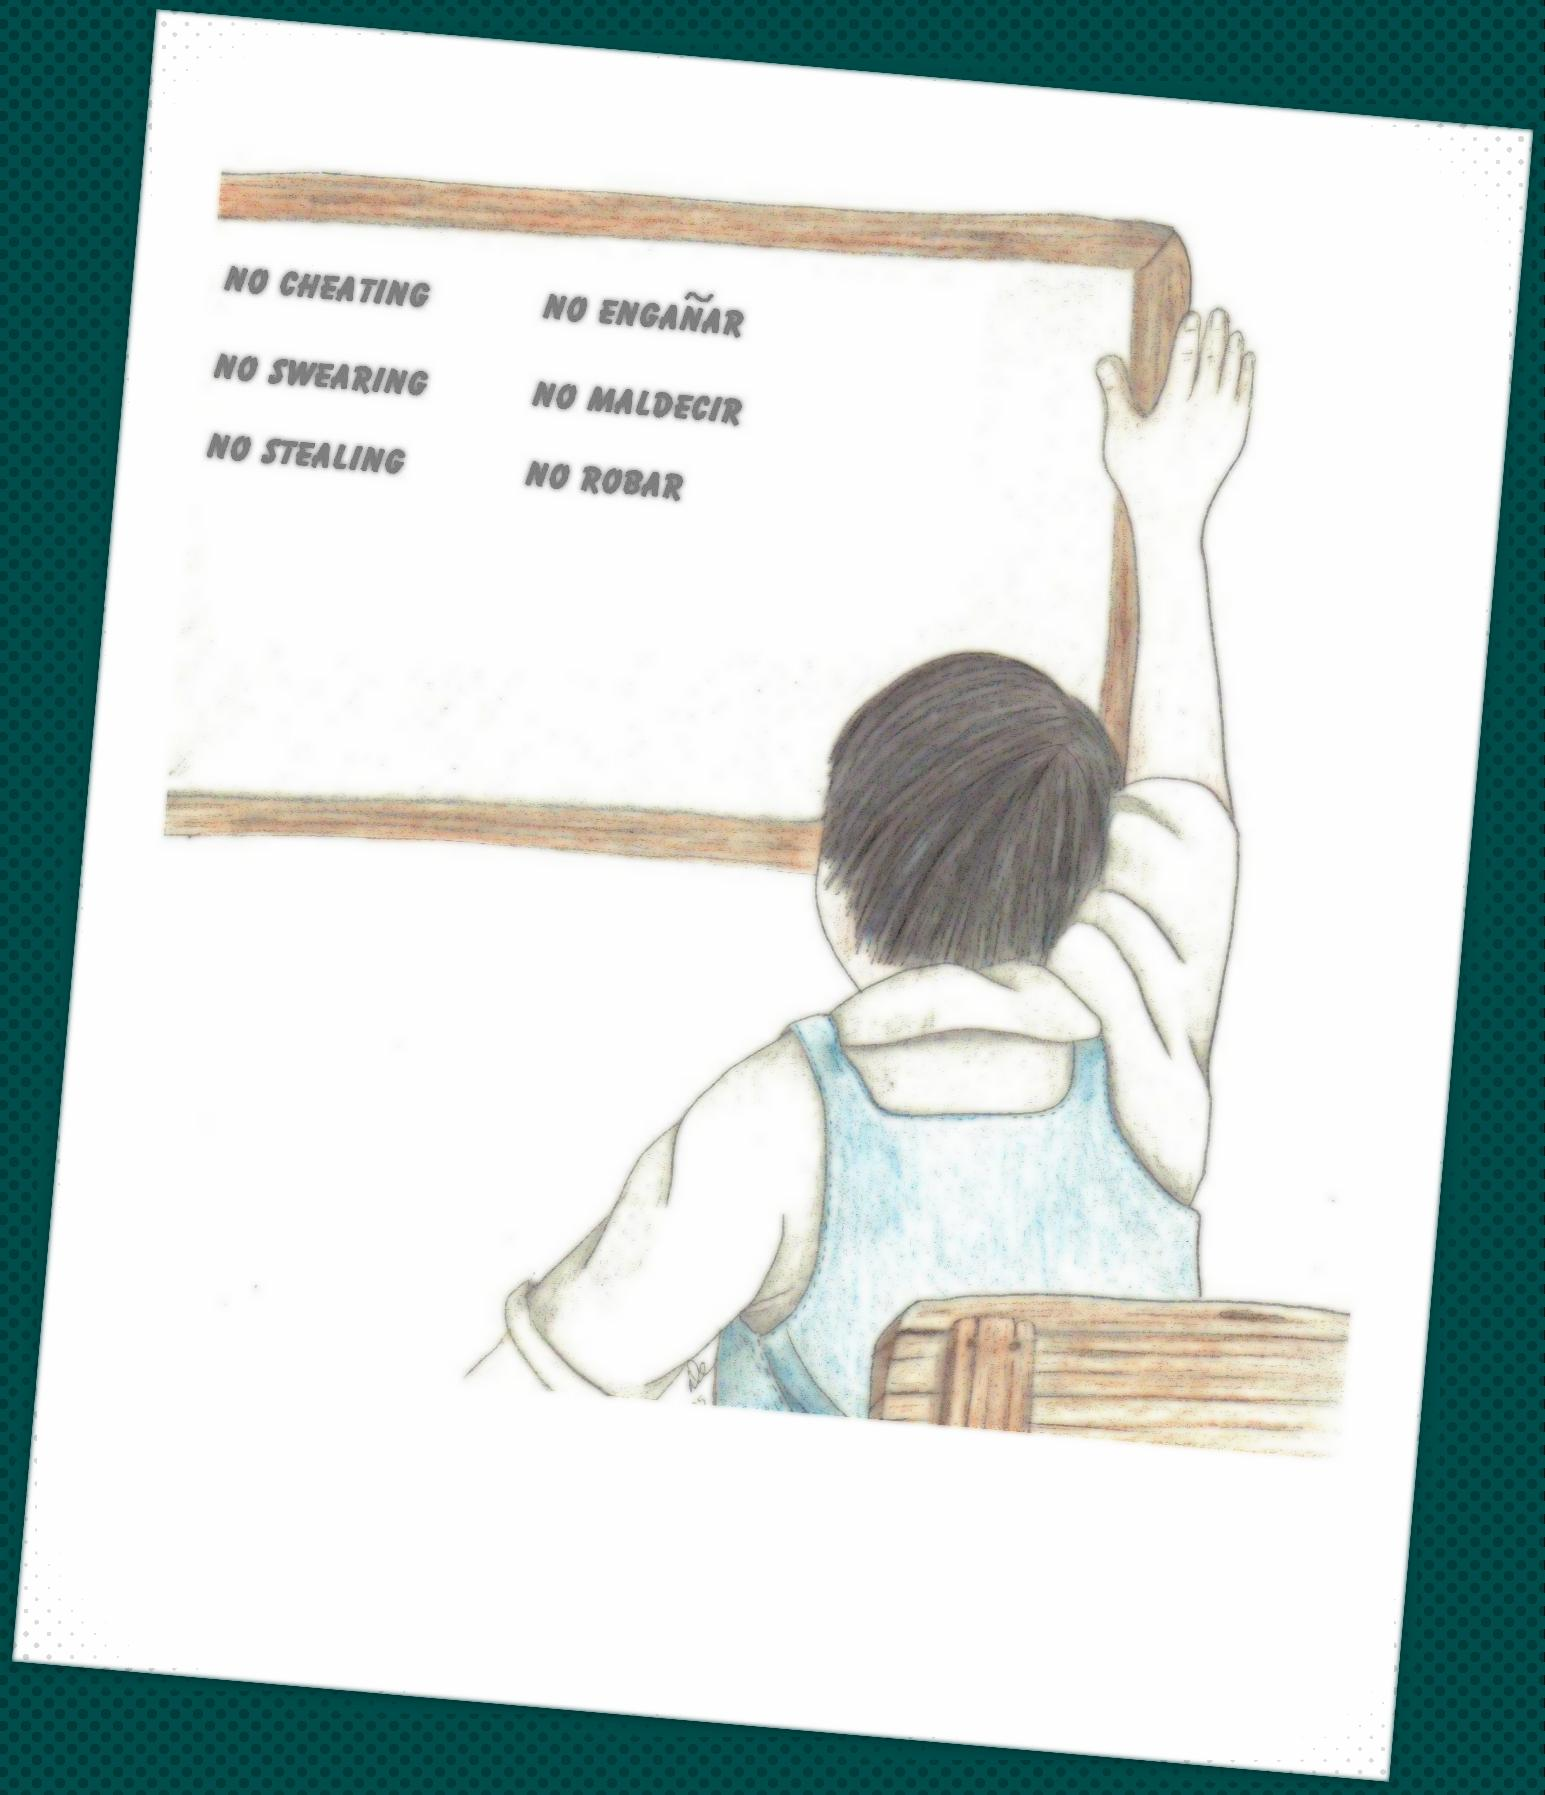 NO CHEATING NO ENGAÑAR
NO SWEARING NO MALDECIR
NO STEALING NO ROBAR